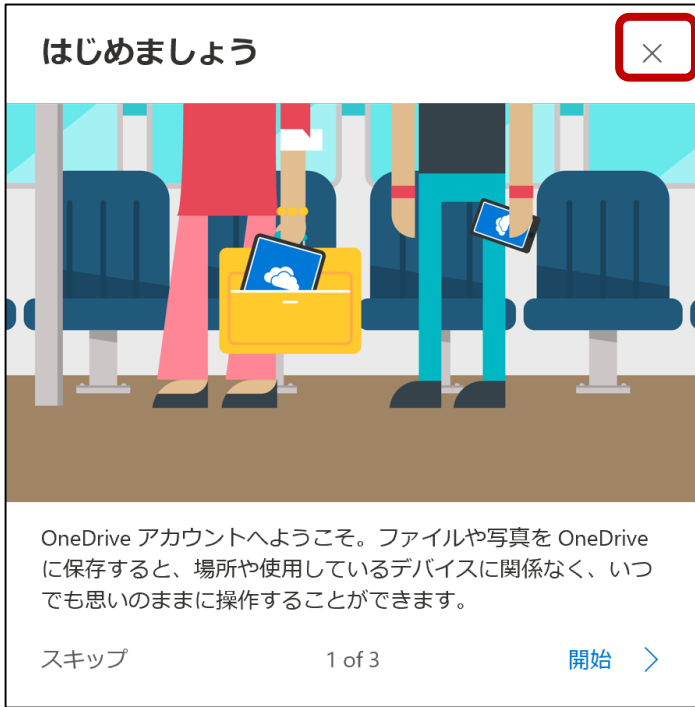 はじめましょう
OneDrive アカウントへようこそ。ファイルや写真を OneDrive
に保存すると、場所や使用しているデバイスに関係なく、いつ
でも思いのままに操作することができます。
スキップ 1 of 3 開始